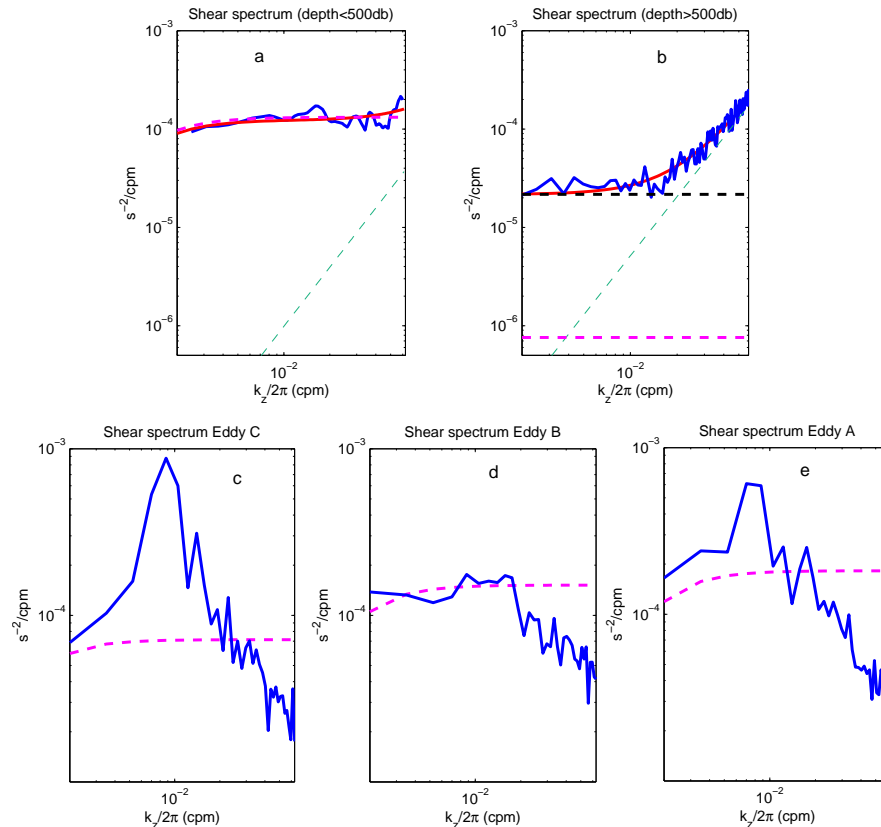 Shear spectrum (depth<500db)
a
10^-3
10^-4
10^-5
10^-6
s^-2/cpm
10^-2
k_z/2π (cpm)
Shear spectrum (depth>500db)
b
10^-3
10^-4
10^-5
10^-6
s^-2/cpm
10^-2
k_z/2π (cpm)
Shear spectrum Eddy C
c
10^-3
10^-4
s^-2/cpm
10^-2
k_z/2π (cpm)
Shear spectrum Eddy B
d
10^-3
10^-4
s^-2/cpm
10^-2
k_z/2π (cpm)
Shear spectrum Eddy A
e
10^-3
10^-4
s^-2/cpm
10^-2
k_z/2π (cpm)